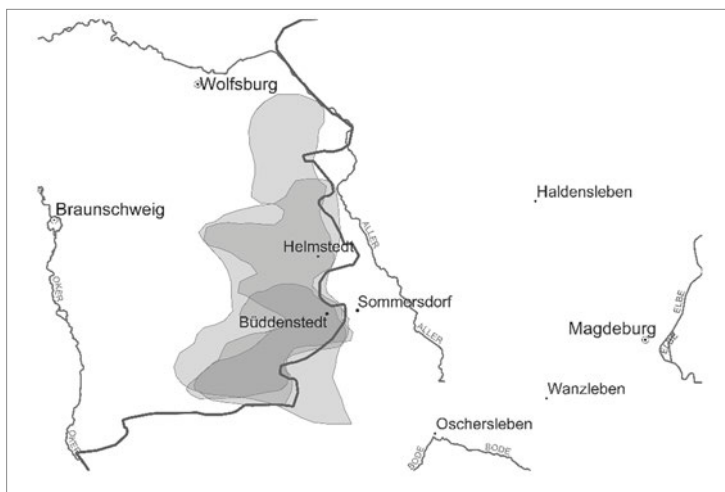 Wolfsburg
Haldensleben
Braunschweig
ALLER
Helmstedt
OKER
Sommersdorf
ELBE
Büddenstedt
ALLER
Magdeburg
ELBE
Wanzleben
Oschersleben
OKER
BODE
BODE